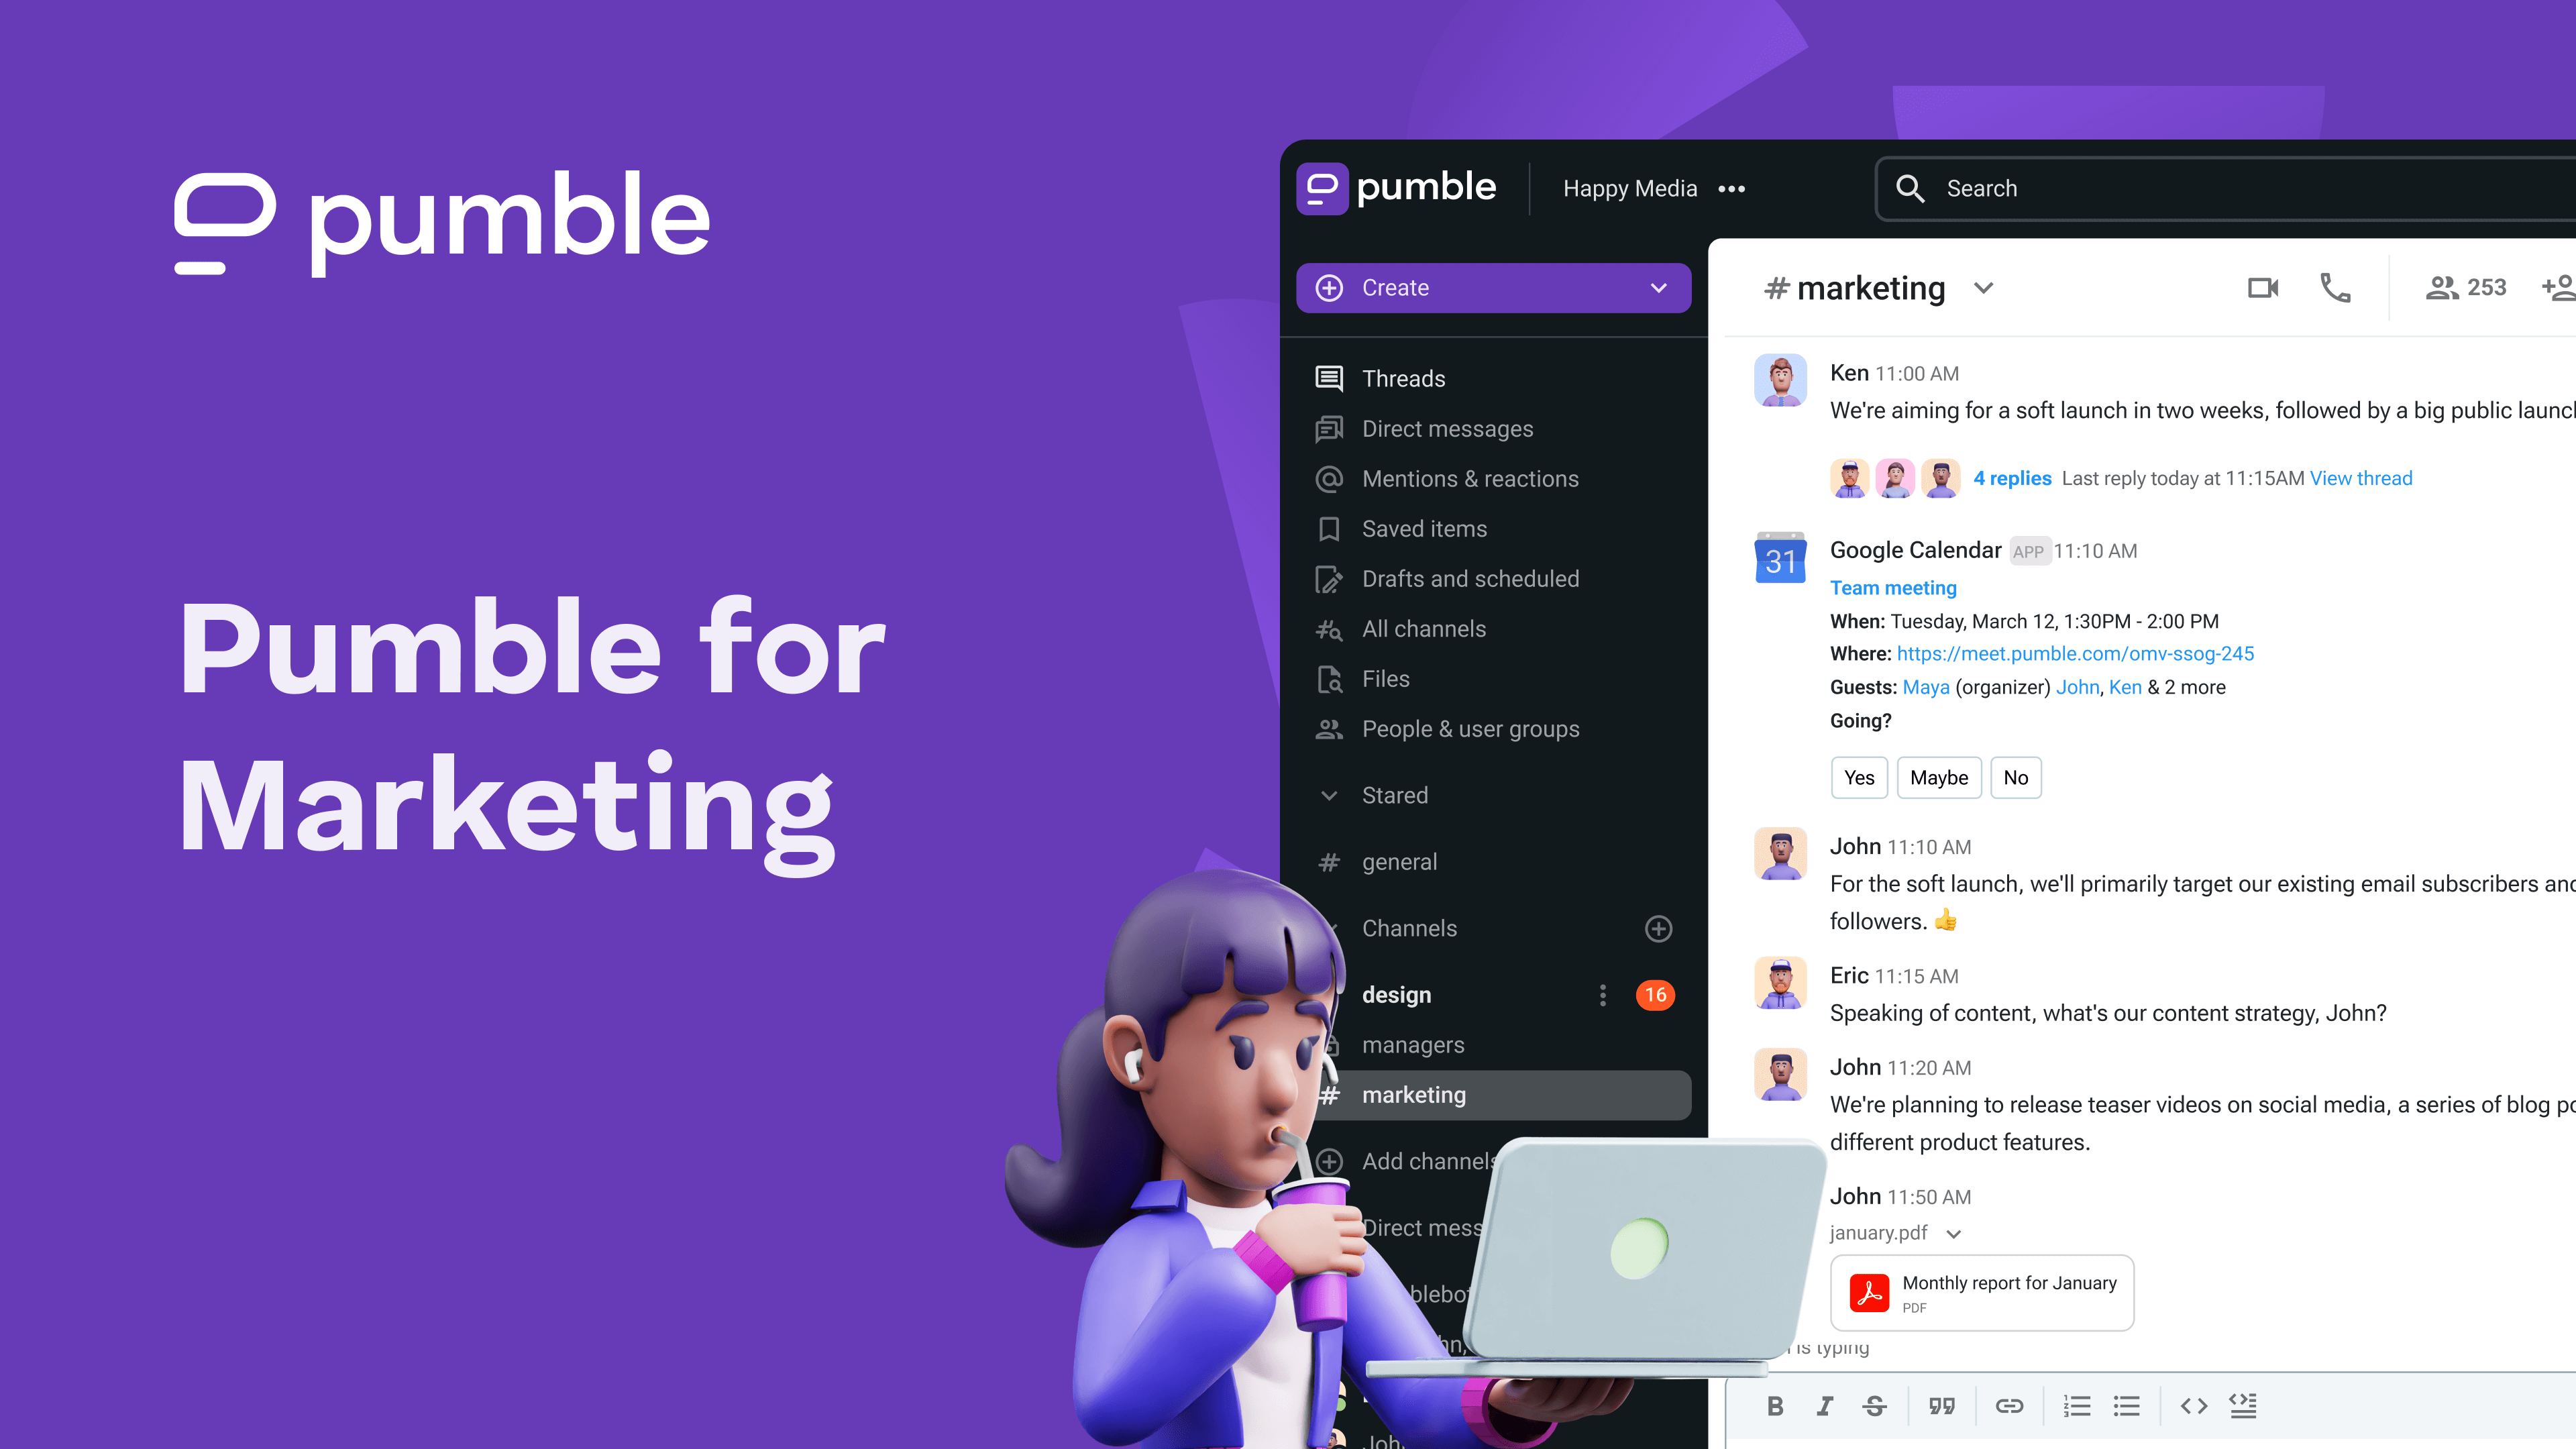 pumble
Pumble for
Marketing
pumble
Happy Media
Search
Create
Threads
Direct messages
Mentions & reactions
Saved items
Drafts and scheduled
All channels
Files
People & user groups
Stared
# general
Channels
design 16
managers
# marketing
Add channels
Direct
# marketing
253
Ken 11:00 AM
We're aiming for a soft launch in two weeks, followed by a big public
4 replies Last reply today at 11:15AM View thread
31
Google Calendar APP 11:10 AM
Team meeting
When: Tuesday, March 12, 1:30PM - 2:00 PM
Where: https://meet.pumble.com/omv-ssog-245
Guests: Maya (organizer) John, Ken & 2 more
Going?
Yes Maybe No
John 11:10 AM
For the soft launch, we'll primarily target our existing email subscribers and
followers. 👍
Eric 11:15 AM
Speaking of content, what's our content strategy, John?
John 11:20 AM
We're planning to release teaser videos on social media, a series of blog
different product features.
John 11:50 AM
january.pdf
Monthly report for January
PDF
is typing
B I S